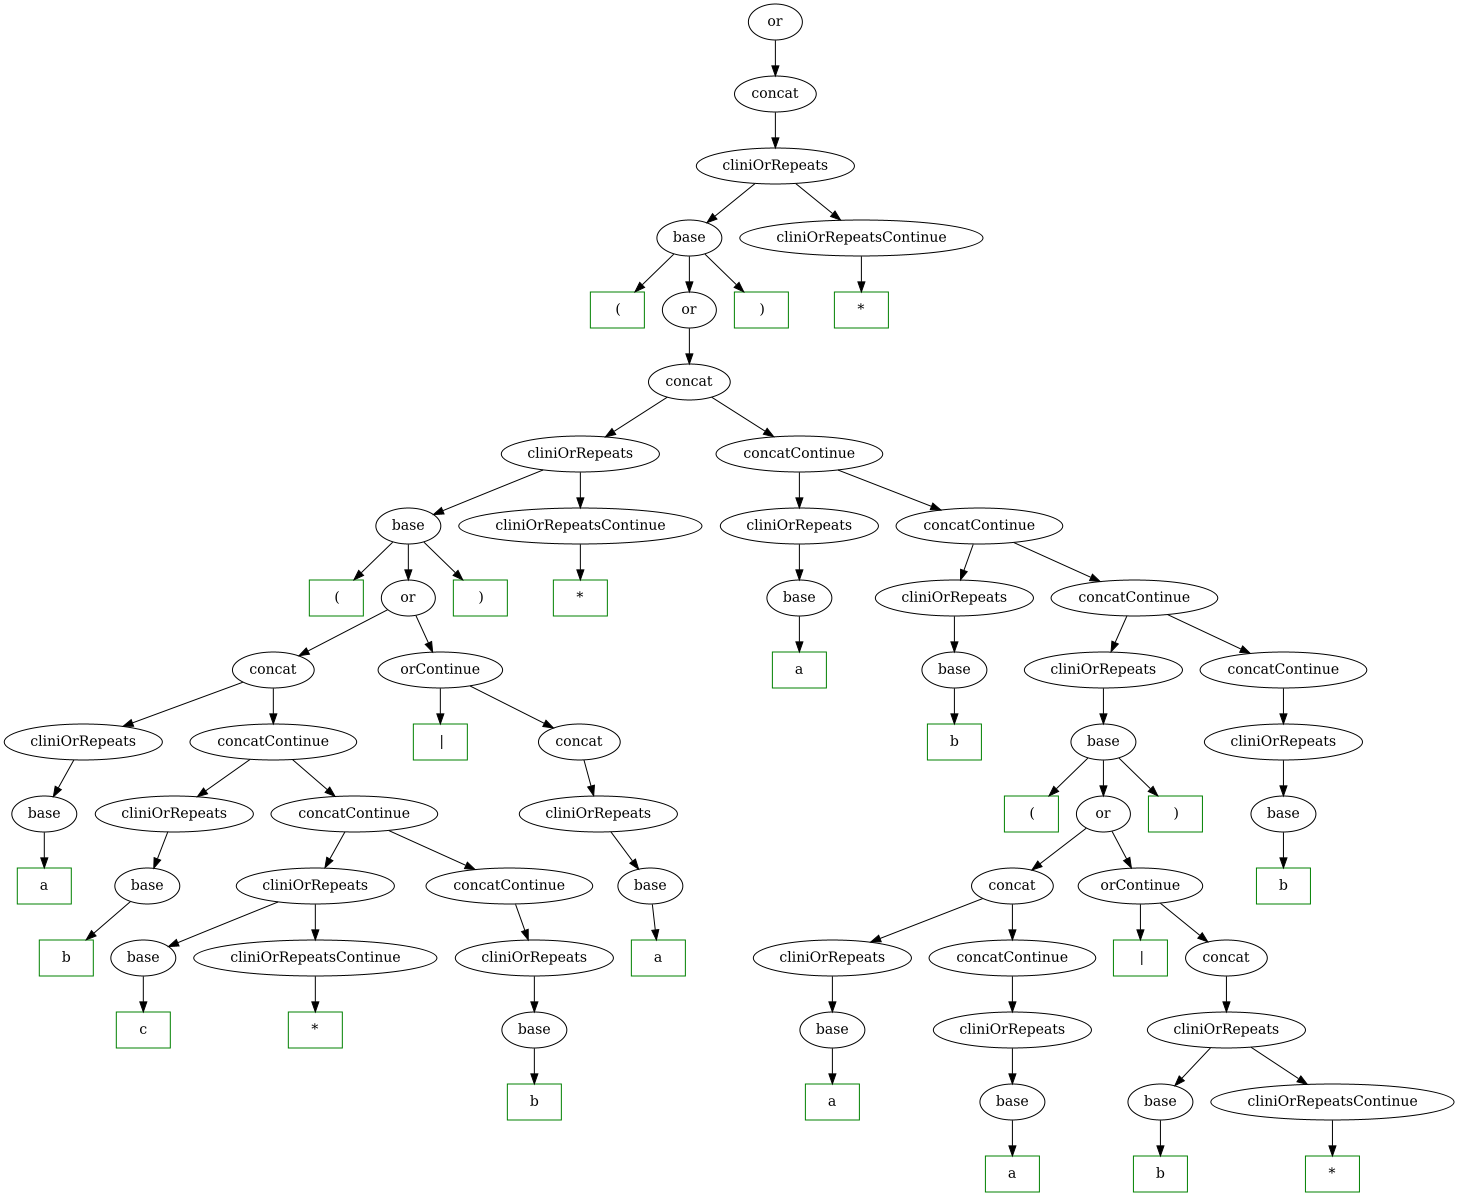 or
concat
cliniOrRepeats
base cliniOrRepeatsContinue
( or ) *
concat
cliniOrRepeats concatContinue
base cliniOrRepeatsContinue cliniOrRepeats concatContinue
( or ) * base cliniOrRepeats concatContinue
concat orContinue a base cliniOrRepeats concatContinue
cliniOrRepeats concatContinue | concat b base cliniOrRepeats
base cliniOrRepeats concatContinue cliniOrRepeats ( or ) base
a base cliniOrRepeats concatContinue base concat orContinue b
b base cliniOrRepeatsContinue cliniOrRepeats a cliniOrRepeats concatContinue | concat
c * base base cliniOrRepeats cliniOrRepeats
b a base base cliniOrRepeatsContinue
a b *